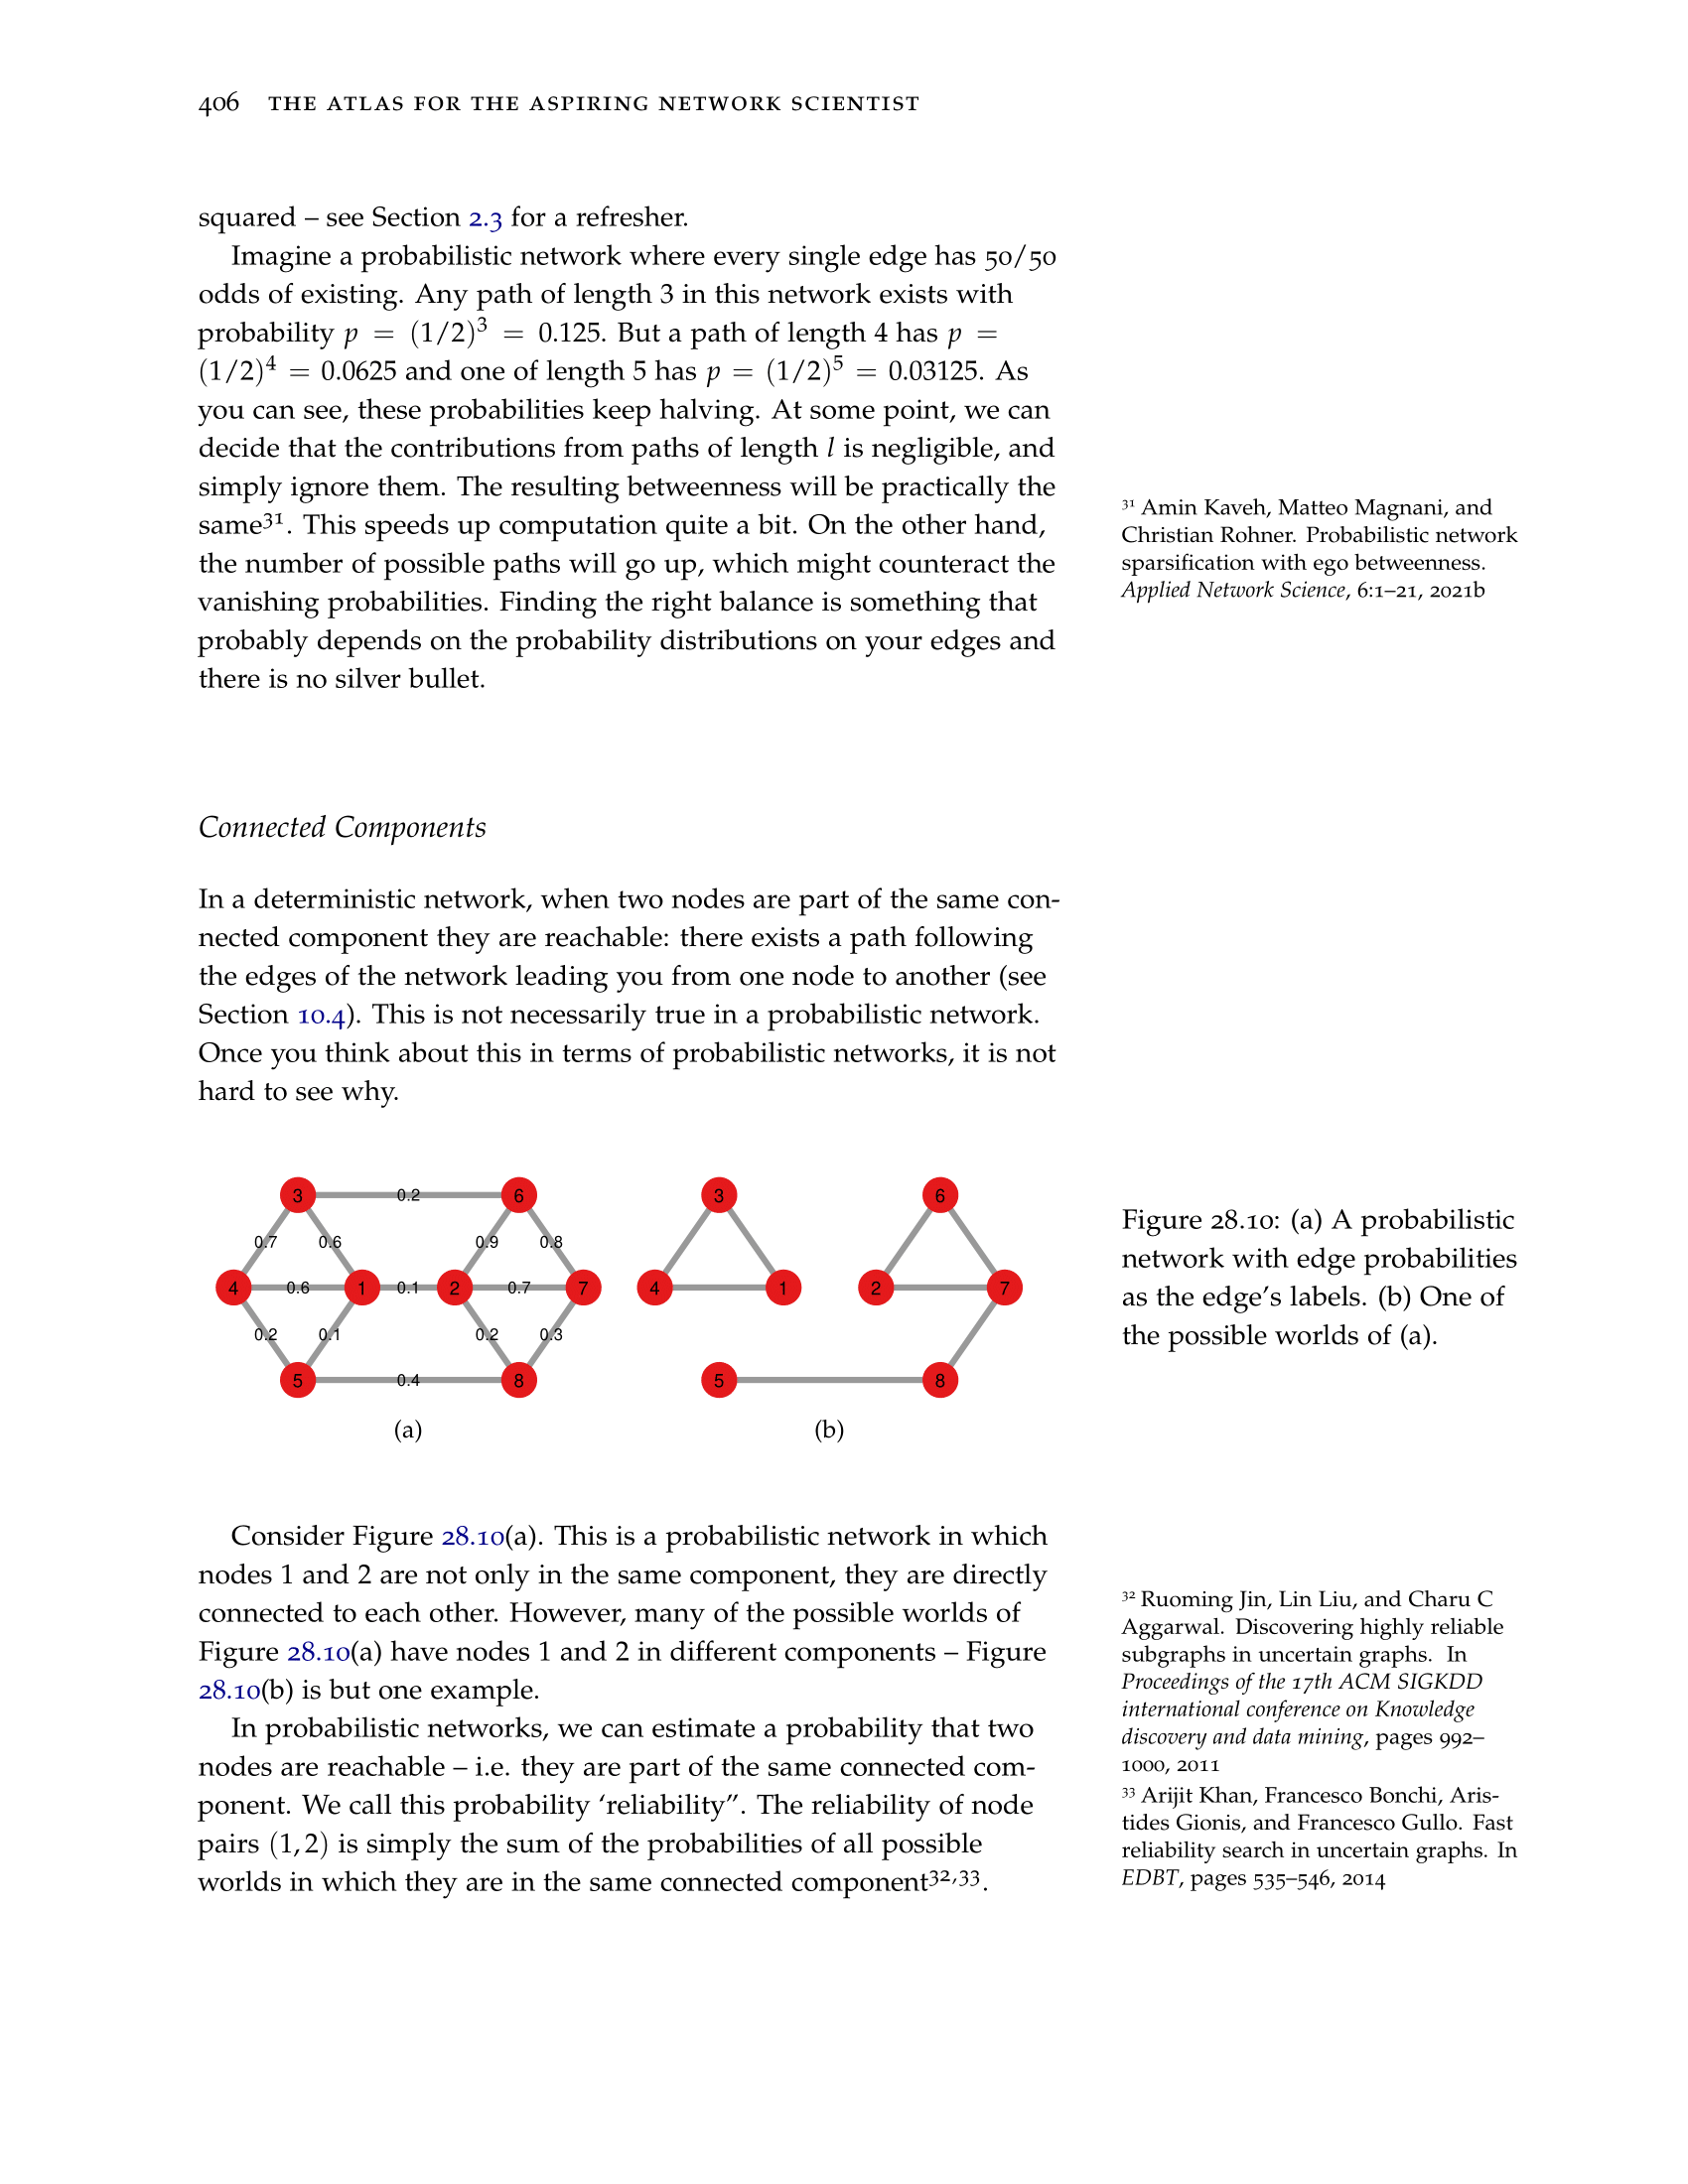 406 THE ATLAS FOR THE ASPIRING NETWORK SCIENTIST
squared – see Section 2.3 for a refresher.
Imagine a probabilistic network where every single edge has 50/50
odds of existing. Any path of length 3 in this network exists with
probability p = (1/2)³ = 0.125. But a path of length 4 has p =
(1/2)⁴ = 0.0625 and one of length 5 has p = (1/2)⁵ = 0.03125. As
you can see, these probabilities keep halving. At some point, we can
decide that the contributions from paths of length l is negligible, and
simply ignore them. The resulting betweenness will be practically the
same³¹. This speeds up computation quite a bit. On the other hand,
the number of possible paths will go up, which might counteract the
vanishing probabilities. Finding the right balance is something that
probably depends on the probability distributions on your edges and
there is no silver bullet.
³¹ Amin Kaveh, Matteo Magnani, and
Christian Rohner. Probabilistic network
sparsification with ego betweenness.
Applied Network Science, 6:1–21, 2021b
Connected Components
In a deterministic network, when two nodes are part of the same con-
nected component they are reachable: there exists a path following
the edges of the network leading you from one node to another (see
Section 10.4). This is not necessarily true in a probabilistic network.
Once you think about this in terms of probabilistic networks, it is not
hard to see why.
3 0.2 6
0.7 0.6 0.9 0.8
4 0.6 1 0.1 2 0.7 7
0.2 0.1 0.2 0.3
5 0.4 8
(a)
3 6
4 1 2 7
5 8
(b)
Figure 28.10: (a) A probabilistic
network with edge probabilities
as the edge's labels. (b) One of
the possible worlds of (a).
Consider Figure 28.10(a). This is a probabilistic network in which
nodes 1 and 2 are not only in the same component, they are directly
connected to each other. However, many of the possible worlds of
Figure 28.10(a) have nodes 1 and 2 in different components – Figure
28.10(b) is but one example.
In probabilistic networks, we can estimate a probability that two
nodes are reachable – i.e. they are part of the same connected com-
ponent. We call this probability ‘reliability”. The reliability of node
pairs (1, 2) is simply the sum of the probabilities of all possible
worlds in which they are in the same connected component³²,³³.
³² Ruoming Jin, Lin Liu, and Charu C
Aggarwal. Discovering highly reliable
subgraphs in uncertain graphs. In
Proceedings of the 17th ACM SIGKDD
international conference on Knowledge
discovery and data mining, pages 992–
1000, 2011
³³ Arijit Khan, Francesco Bonchi, Aris-
tides Gionis, and Francesco Gullo. Fast
reliability search in uncertain graphs. In
EDBT, pages 535–546, 2014